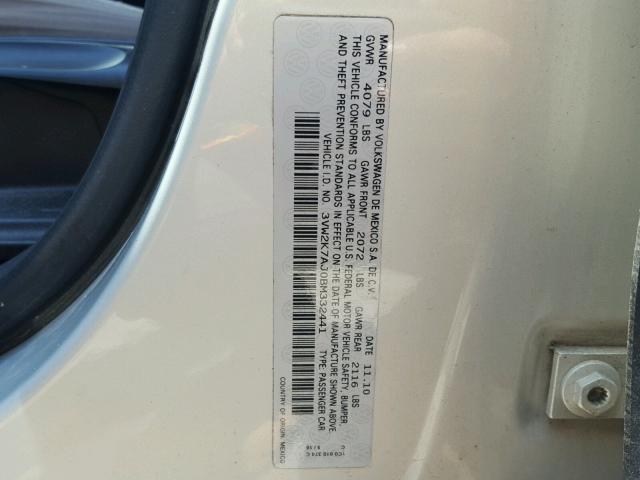 MANUFACTURED BY VOLKSWAGEN DE MEXICO S.A. DE C.V. DATE 11.10
GVWR 4079 LBS GAWR FRONT 2072 LBS GAWR REAR 2116 LBS
THIS VEHICLE CONFORMS TO ALL APPLICABLE U.S. FEDERAL MOTOR VEHICLE SAFETY, BUMPER,
AND THEFT PREVENTION STANDARDS IN EFFECT ON THE DATE OF MANUFACTURE SHOWN ABOVE.
VEHICLE I.D. NO. 3VW2K7AJ0BM332441 TYPE: PASSENGER CAR
COUNTRY OF ORIGIN: MEXICO